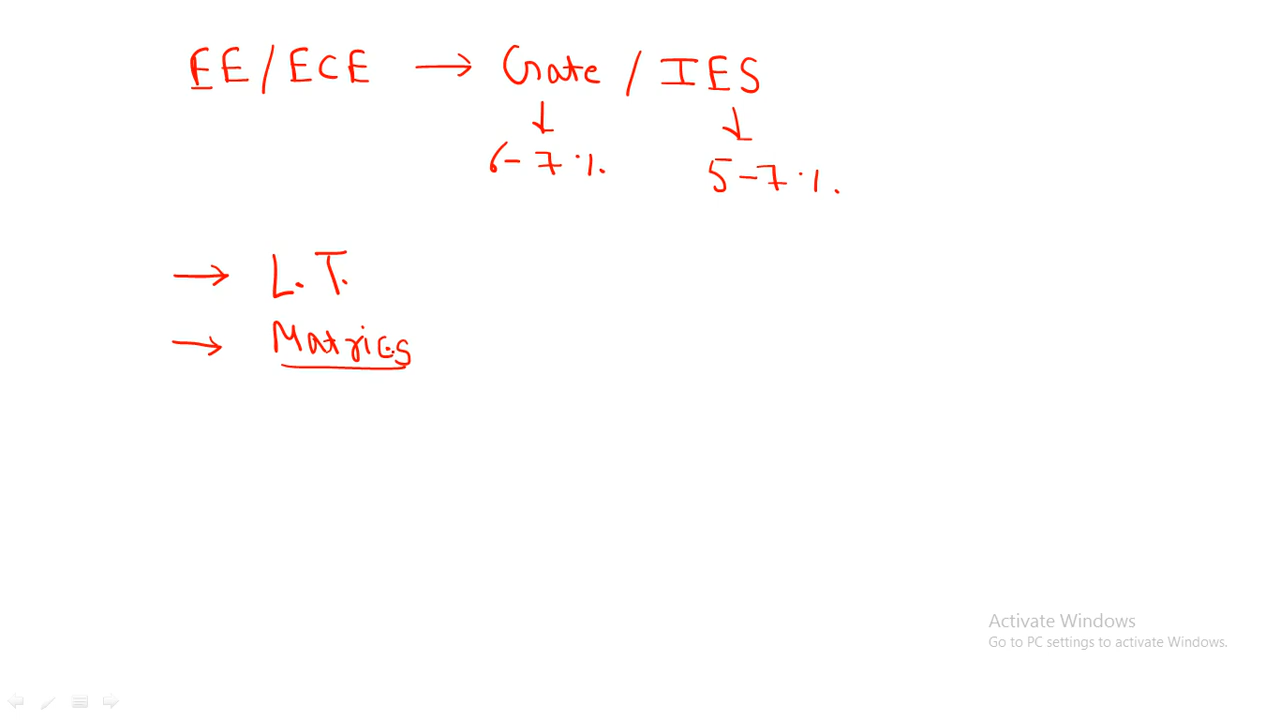 EE/ECE → Gate / IES
↓ ↓
6-7%. 5-7%.
→ L.T.
→ Matrices
Activate Windows
Go to PC settings to activate Windows.